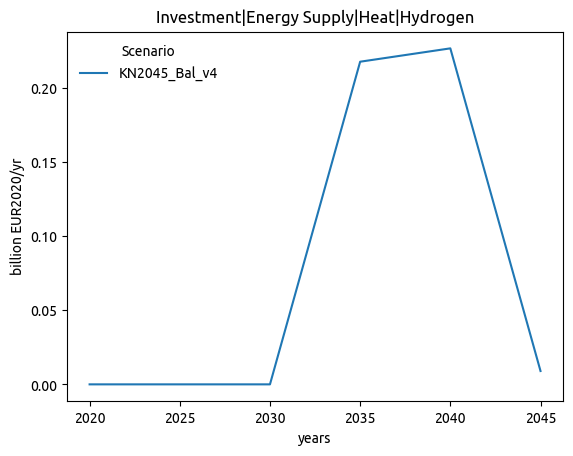 Investment|Energy Supply|Heat|Hydrogen
Scenario
KN2045_Bal_v4
billion EUR2020/yr
0.20
0.15
0.10
0.05
0.00
2020 2025 2030 2035 2040 2045
years